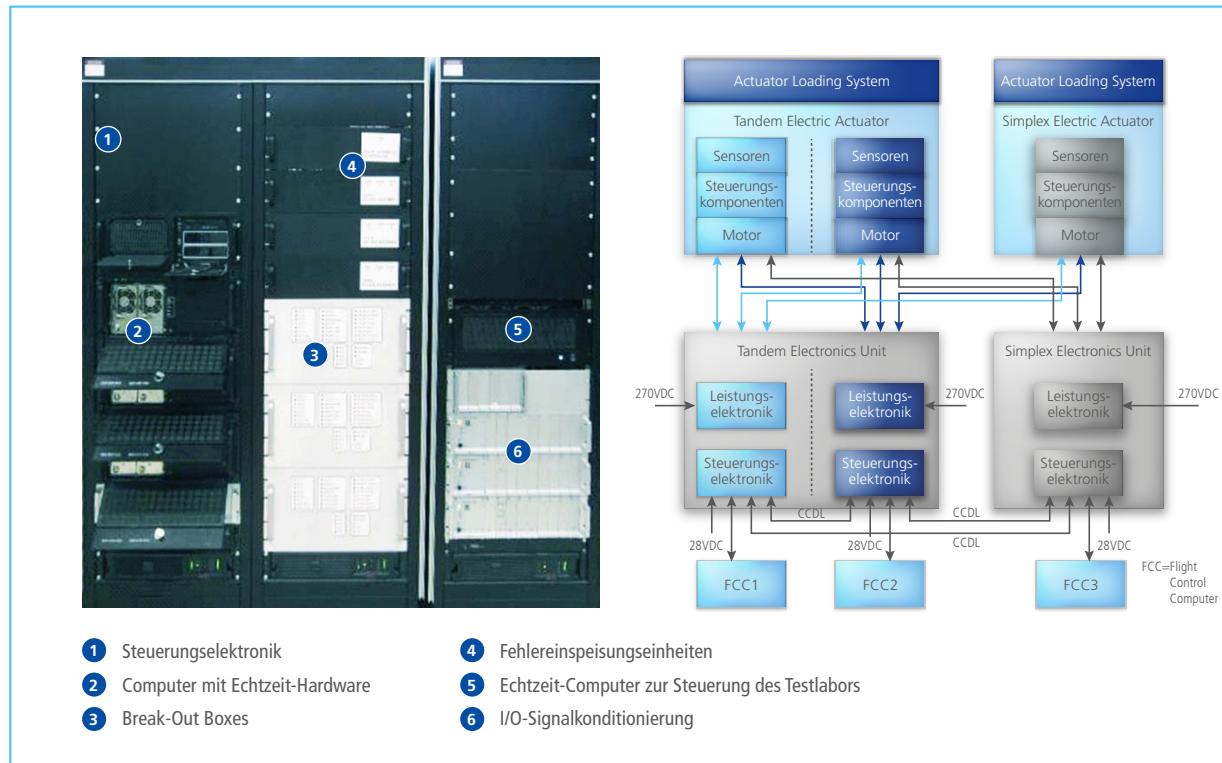 1
4
2
3
5
6
Actuator Loading System
Actuator Loading System
Tandem Electric Actuator
Simplex Electric Actuator
Sensoren
Sensoren
Sensoren
Steuerungs-
komponenten
Steuerungs-
komponenten
Steuerungs-
komponenten
Motor
Motor
Motor
Tandem Electronics Unit
Simplex Electronics Unit
270VDC
Leistungs-
elektronik
Leistungs-
elektronik
270VDC
Leistungs-
elektronik
270VDC
Steuerungs-
elektronik
Steuerungs-
elektronik
Steuerungs-
elektronik
CCDL
CCDL
CCDL
28VDC
28VDC
28VDC
FCC1
FCC2
FCC3
FCC=Flight
Control
Computer
1 Steuerungselektronik
2 Computer mit Echtzeit-Hardware
3 Break-Out Boxes
4 Fehlereinspeisungseinheiten
5 Echtzeit-Computer zur Steuerung des Testlabors
6 I/O-Signalkonditionierung